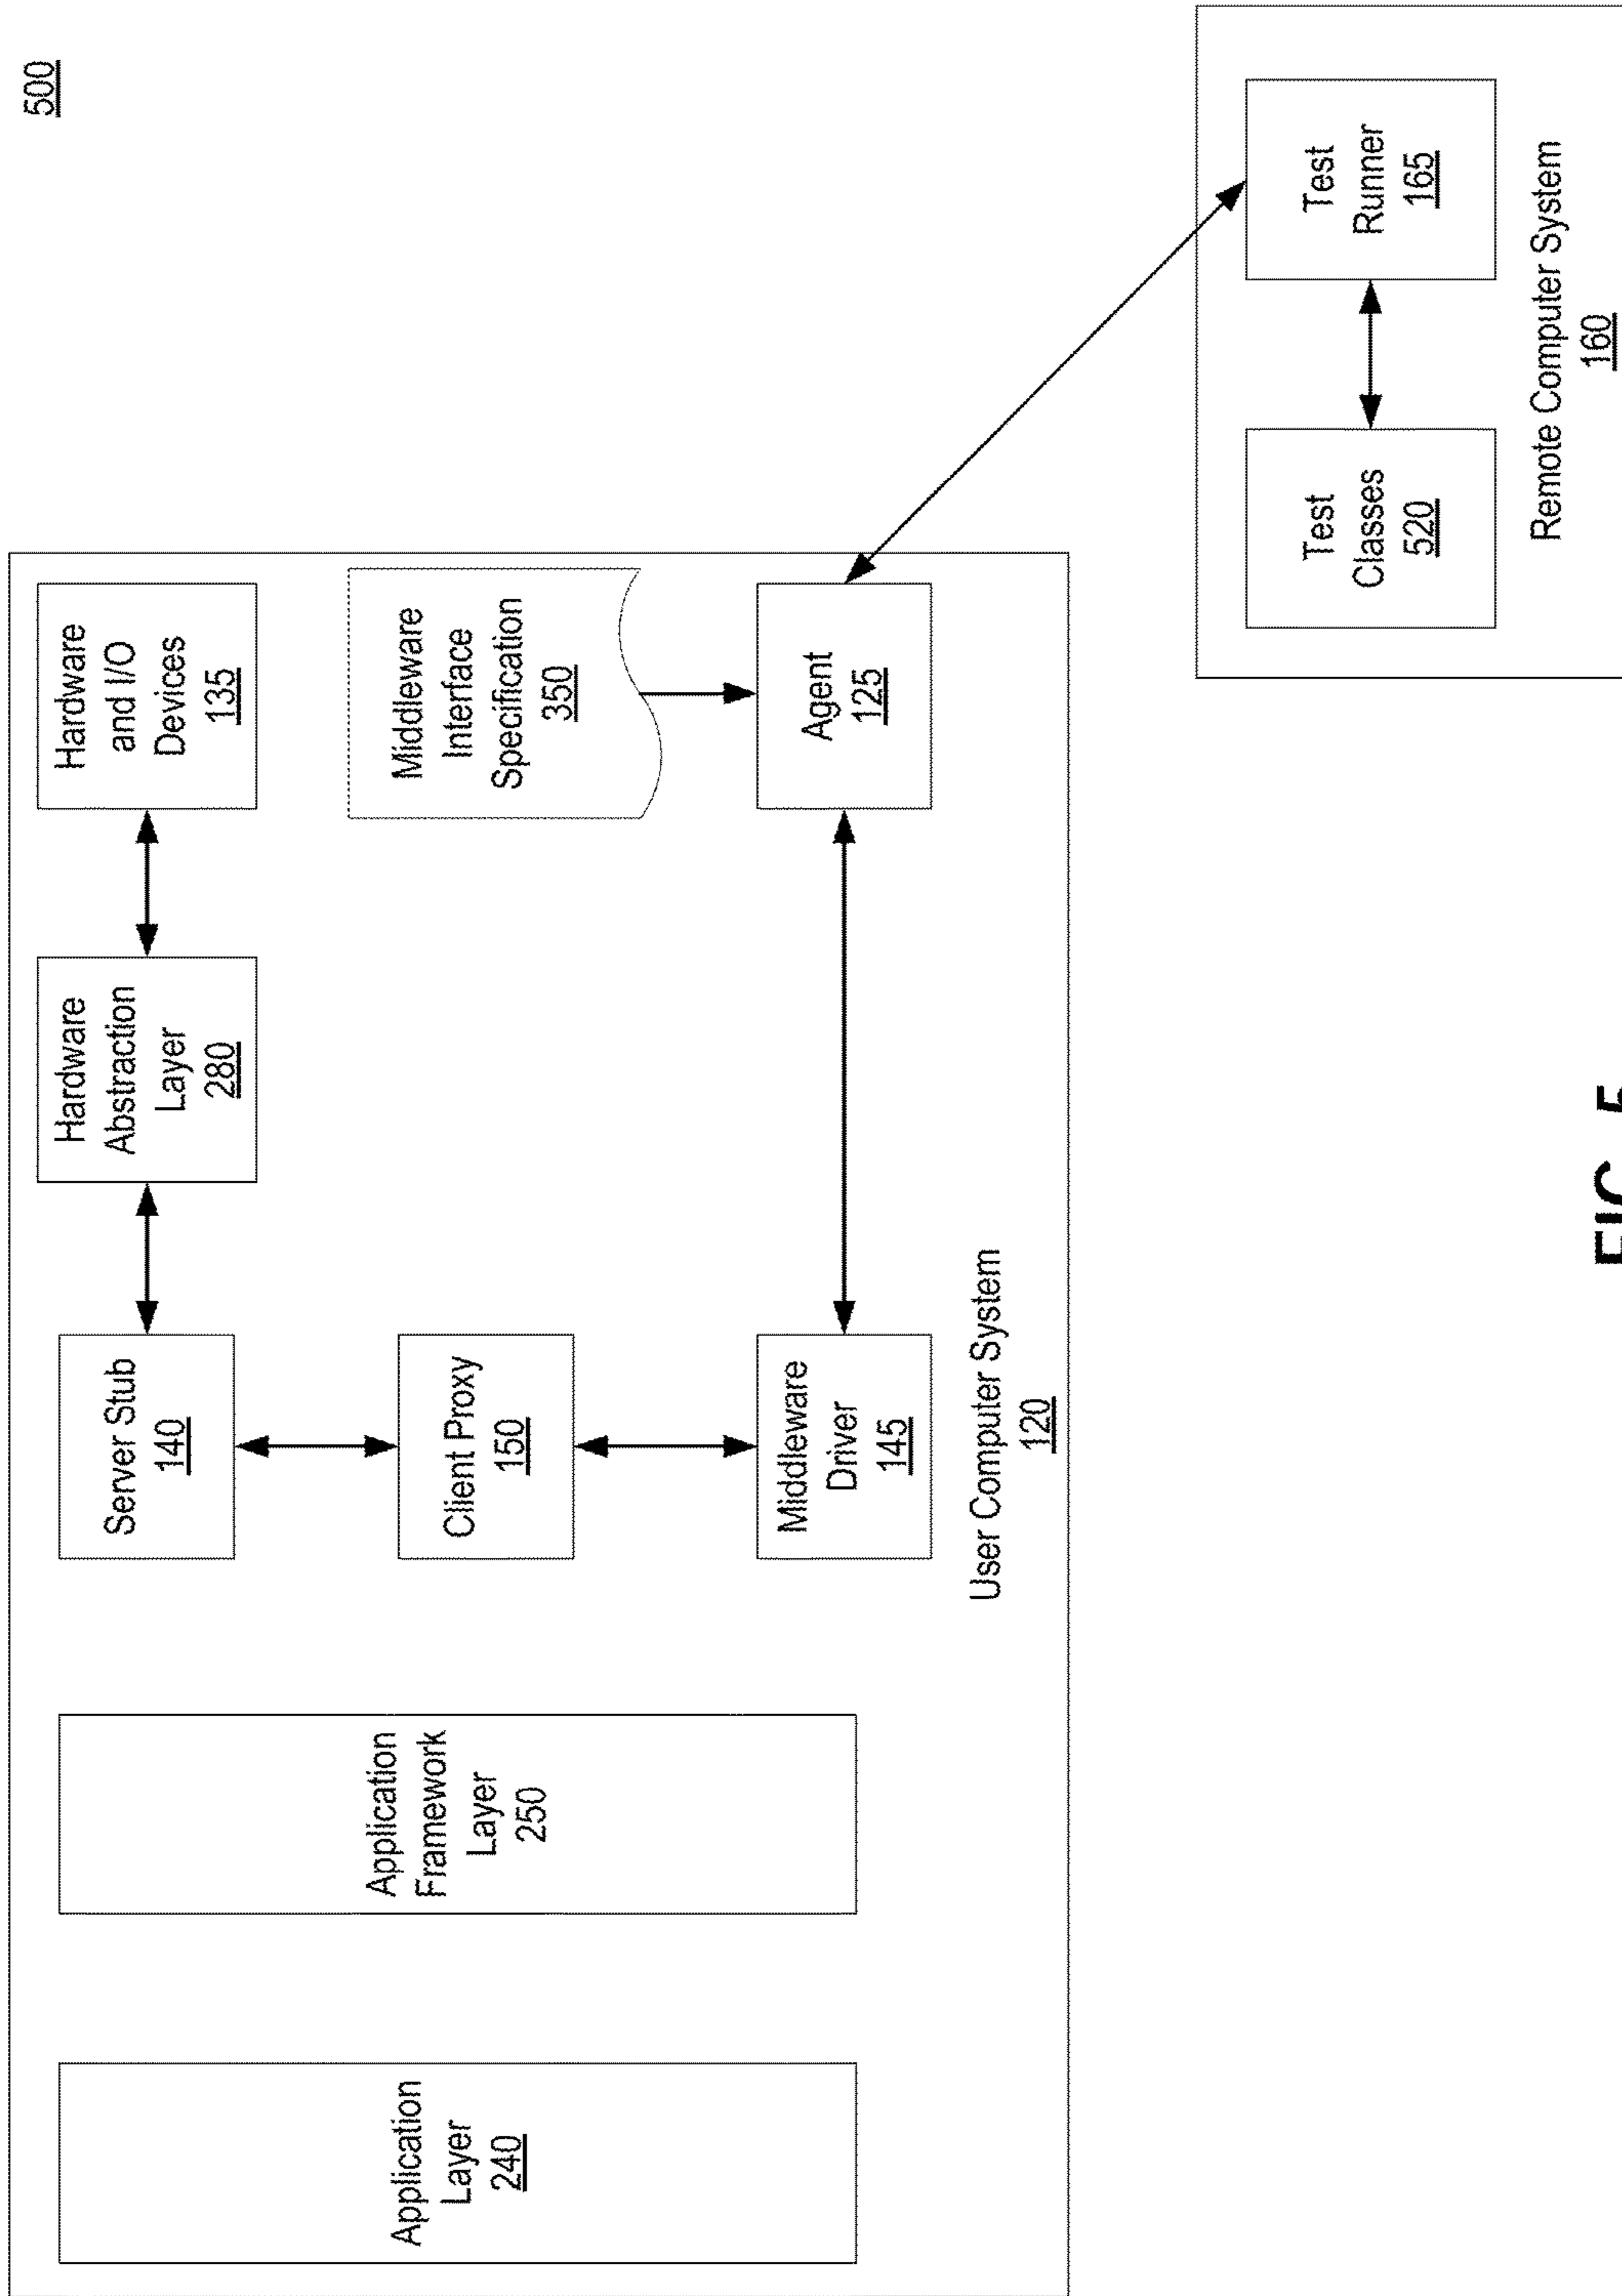 500
Application
Layer
240
Application
Framework
Layer
250
Server Stub
140
Hardware
Abstraction
Layer
280
Hardware
and I/O
Devices
135
Client Proxy
150
Middleware
Interface
Specification
350
Middleware
Driver
145
Agent
125
User Computer System
120
Test
Classes
520
Test
Runner
165
Remote Computer System
160
FIG. 5